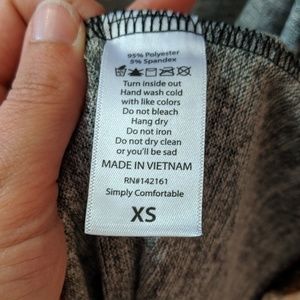 95% Polyester
5% Spandex
Turn inside out
Hand wash cold
with like colors
Do not bleach
Hang dry
Do not iron
Do not dry clean
or you'll be sad
MADE IN VIETNAM
RN#142161
Simply Comfortable
XS